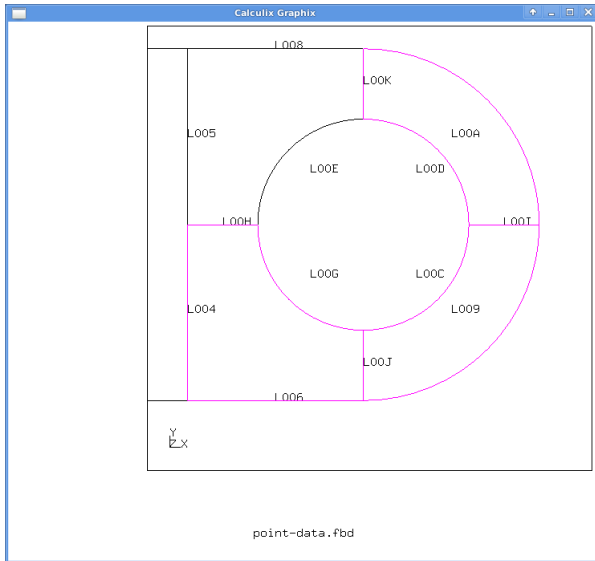 Calculix Graphix
L008
L00K
L005
L00A
L00E
L00D
L00H
L00I
L00G
L00C
L004
L009
L00J
L006
Y
Z X
point-data.fbd